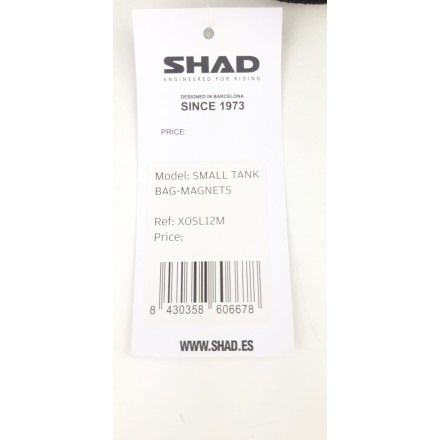 SHAD
ENGINEERED FOR RIDING
DESIGNED IN BARCELONA
SINCE 1973
PRICE:
Model: SMALL TANK
BAG-MAGNETS
Ref: X0SL12M
Price:
8 430358 606678
WWW.SHAD.ES